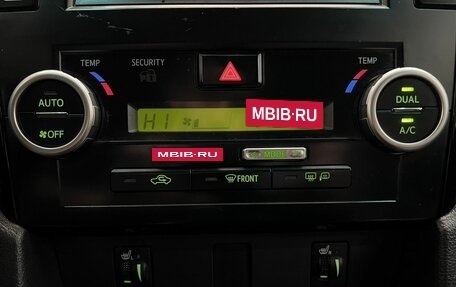 TEMP
SECURITY
TEMP
AUTO
OFF
HI
MBIB·RU
DUAL
A/C
MBIB·RU
MODE
FRONT